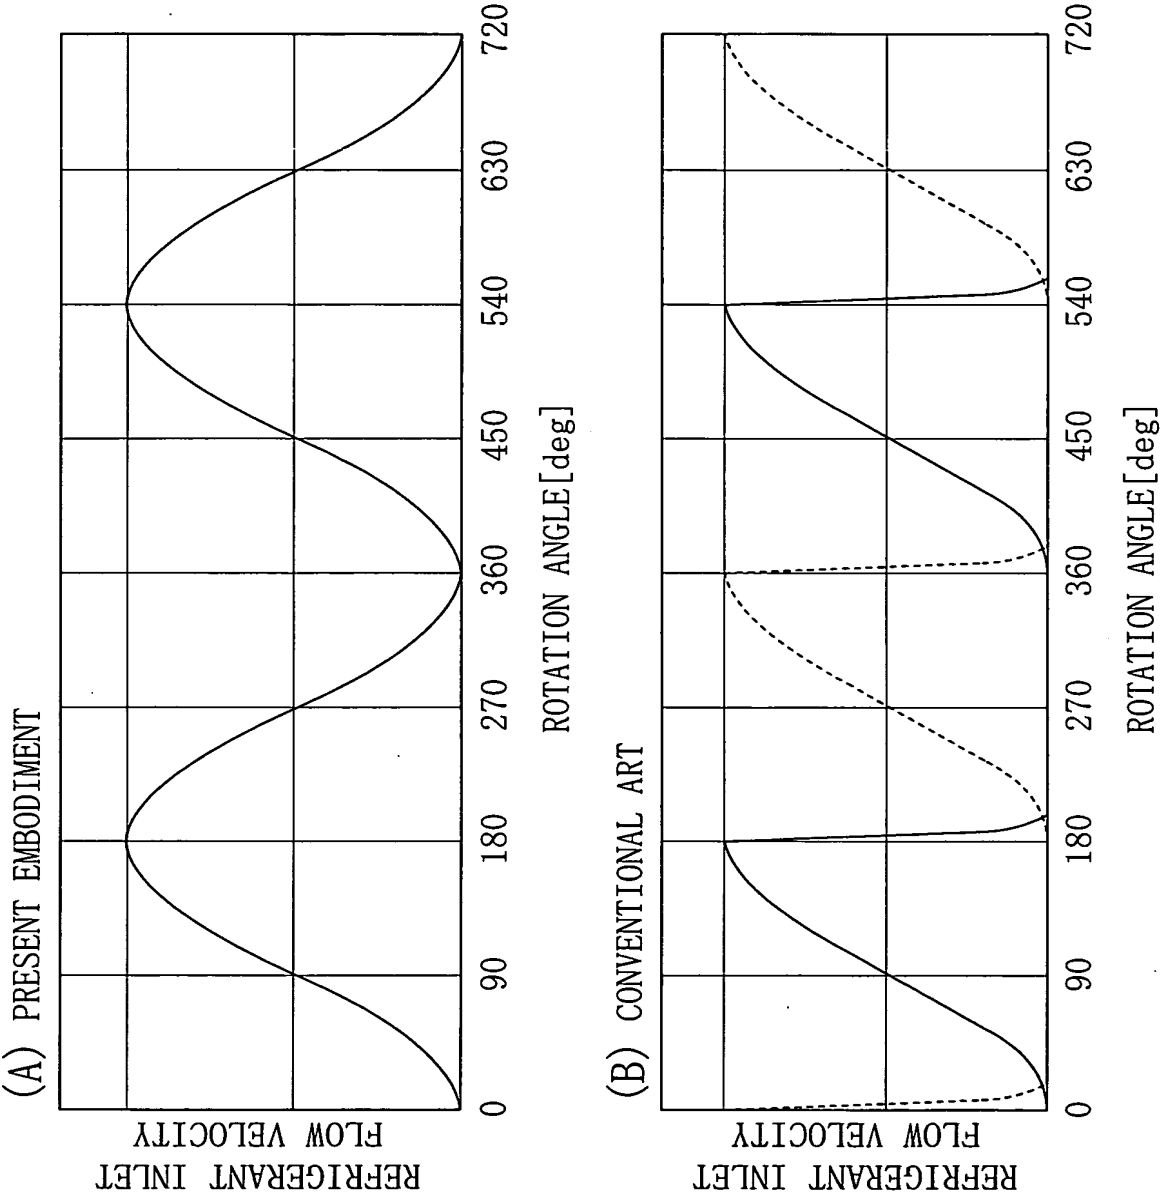 (A) PRESENT EMBODIMENT
REFRIGERANT INLET
FLOW VELOCITY
0 90 180 270 360 450 540 630 720
ROTATION ANGLE[deg]
(B) CONVENTIONAL ART
REFRIGERANT INLET
FLOW VELOCITY
0 90 180 270 360 450 540 630 720
ROTATION ANGLE[deg]